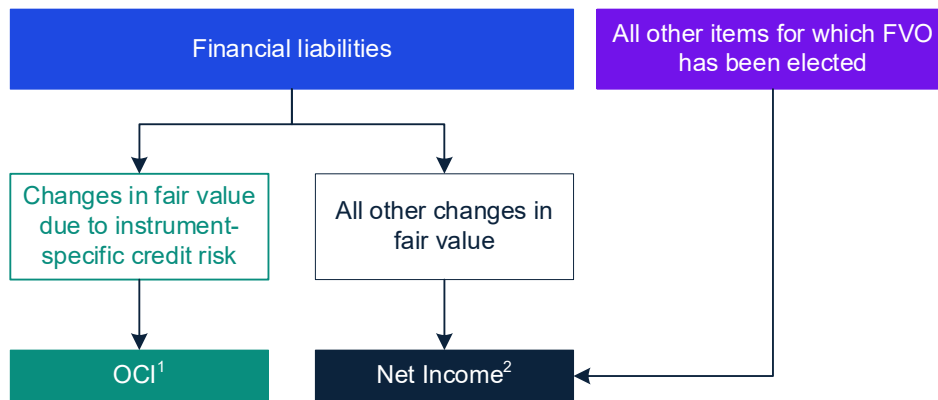 Financial liabilities
All other items for which FVO
has been elected
Changes in fair value
due to instrument-
specific credit risk
All other changes in
fair value
OCI¹
Net Income²